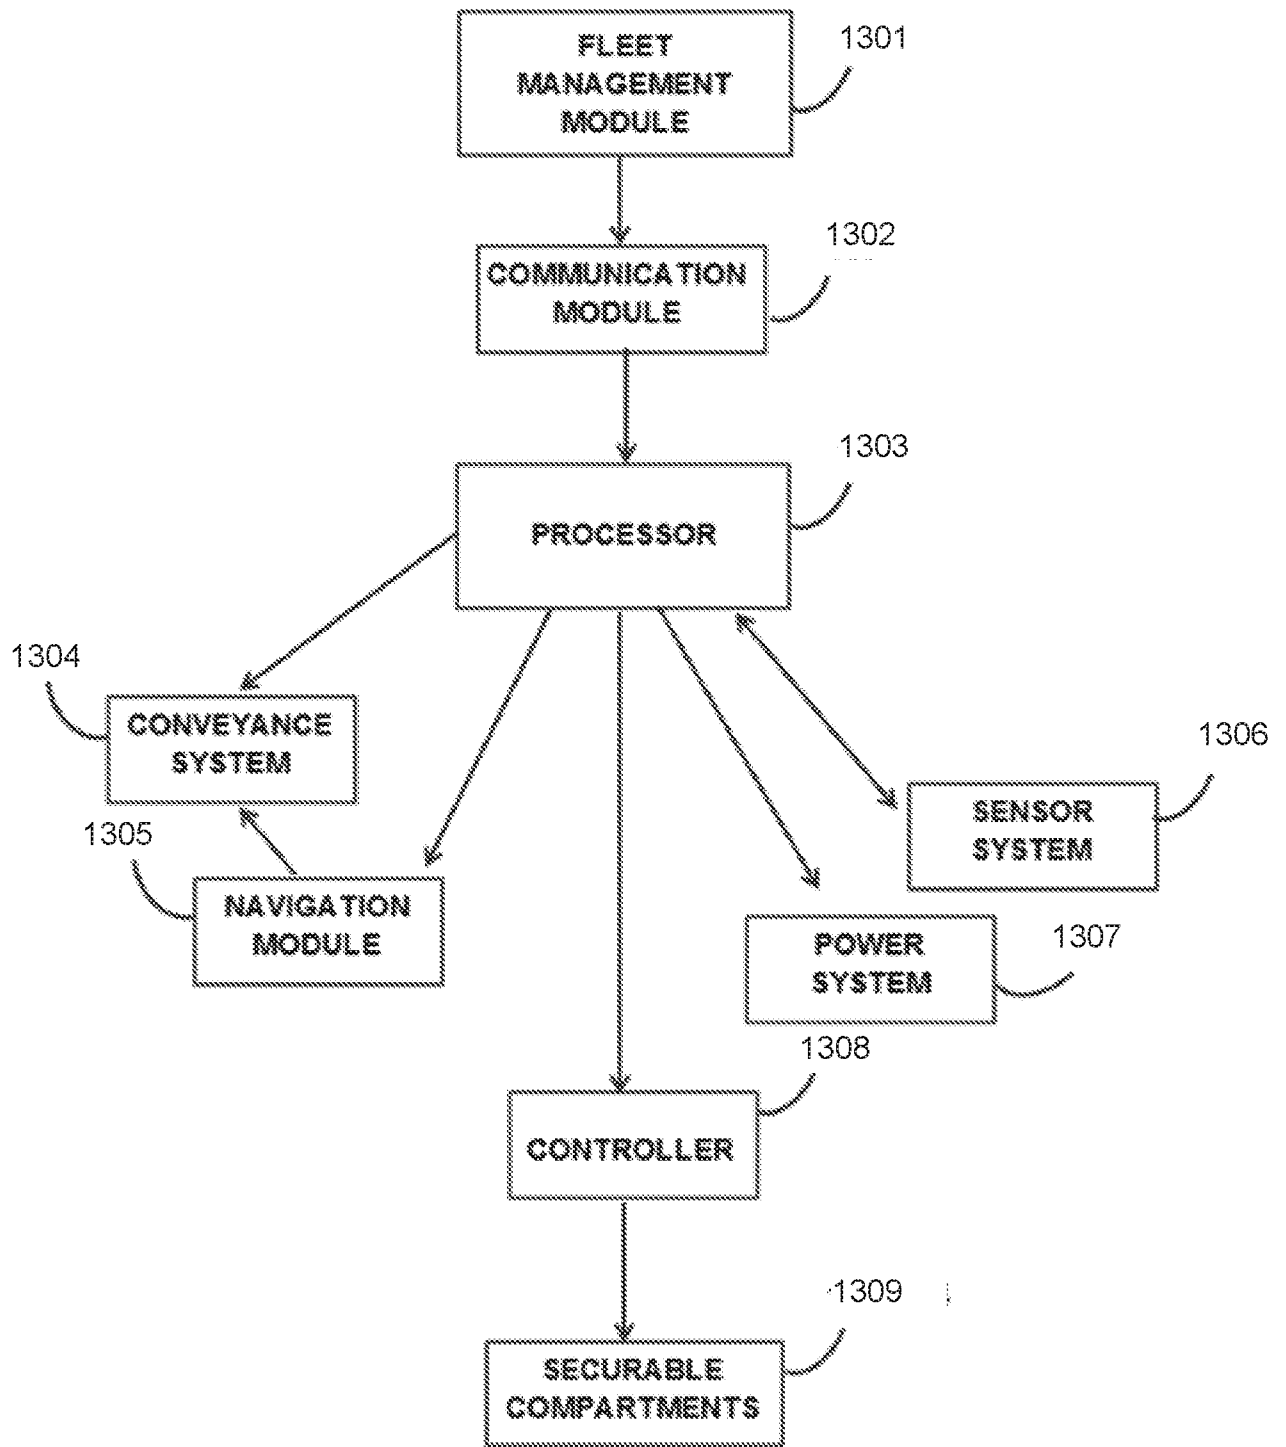 FLEET
MANAGEMENT
MODULE
1301
1302
COMMUNICATION
MODULE
1303
PROCESSOR
1304
CONVEYANCE
SYSTEM
1306
SENSOR
SYSTEM
1305
NAVIGATION
MODULE
1307
POWER
SYSTEM
1308
CONTROLLER
1309
SECURABLE
COMPARTMENTS